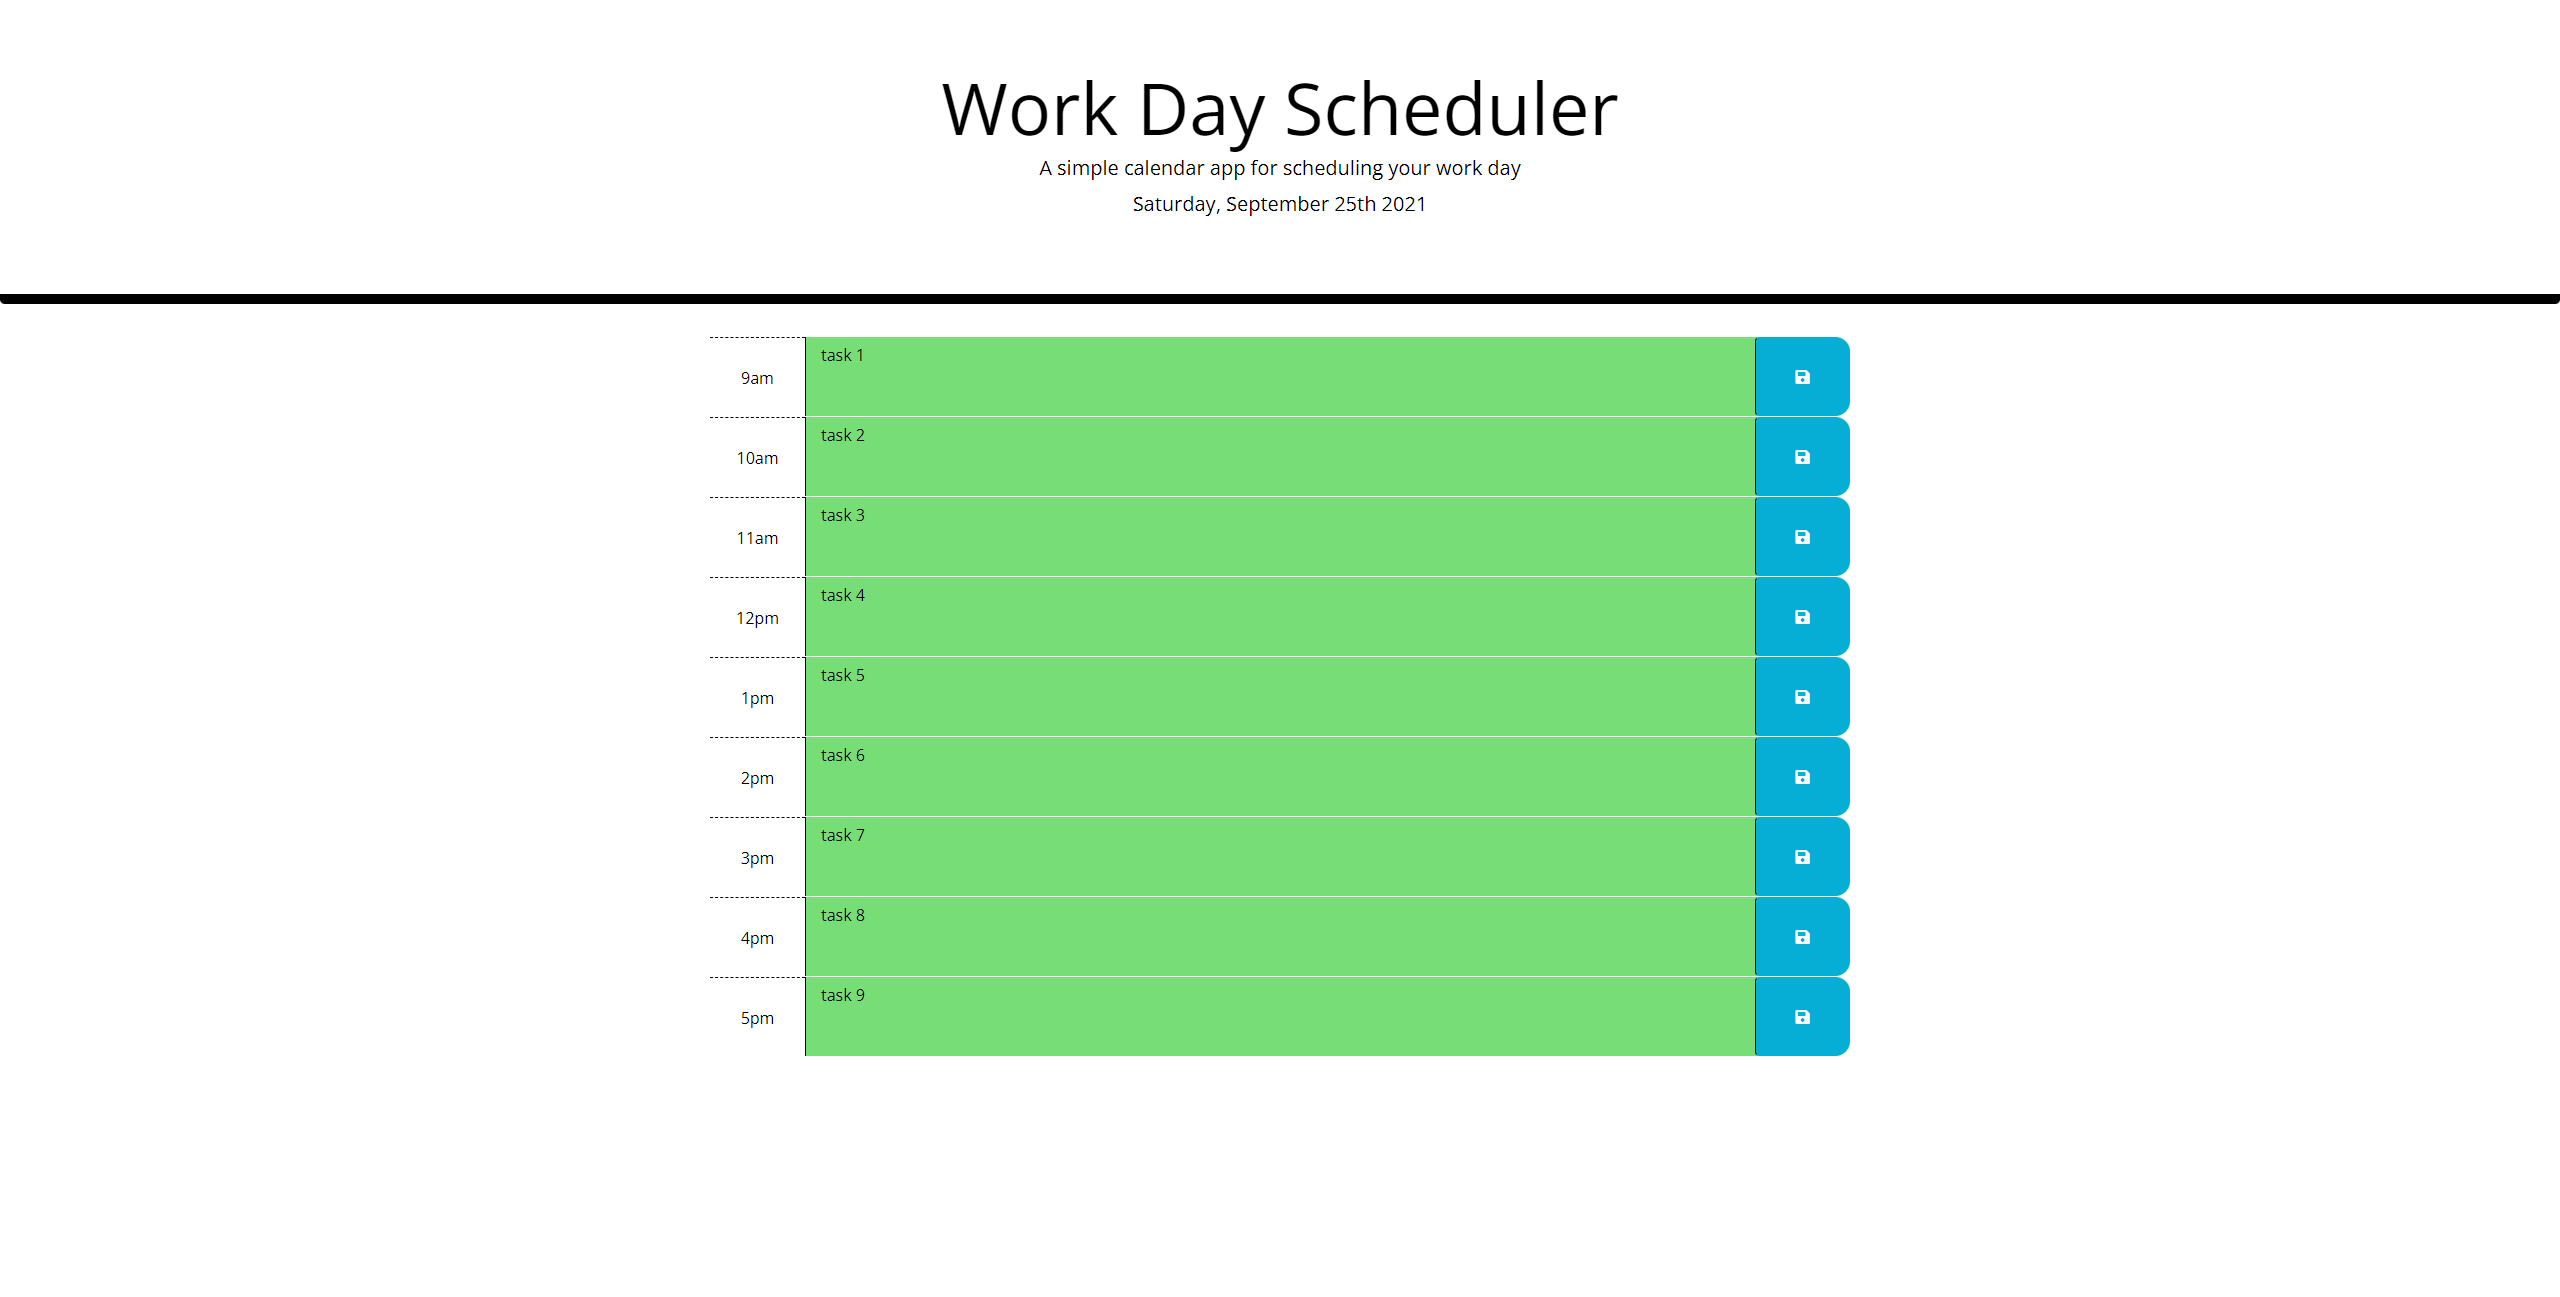 Work Day Scheduler
A simple calendar app for scheduling your work day
Saturday, September 25th 2021
9am
task 1
10am
task 2
11am
task 3
12pm
task 4
1pm
task 5
2pm
task 6
3pm
task 7
4pm
task 8
5pm
task 9